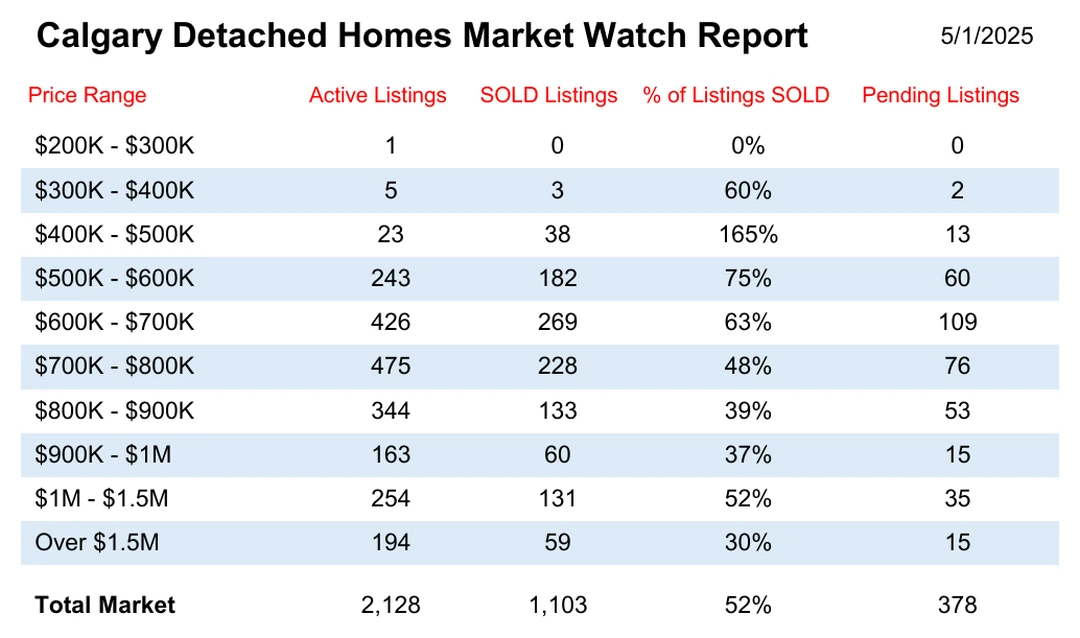 Calgary Detached Homes Market Watch Report 5/1/2025
Price Range Active Listings SOLD Listings % of Listings SOLD Pending Listings
$200K - $300K 1 0 0% 0
$300K - $400K 5 3 60% 2
$400K - $500K 23 38 165% 13
$500K - $600K 243 182 75% 60
$600K - $700K 426 269 63% 109
$700K - $800K 475 228 48% 76
$800K - $900K 344 133 39% 53
$900K - $1M 163 60 37% 15
$1M - $1.5M 254 131 52% 35
Over $1.5M 194 59 30% 15
Total Market 2,128 1,103 52% 378